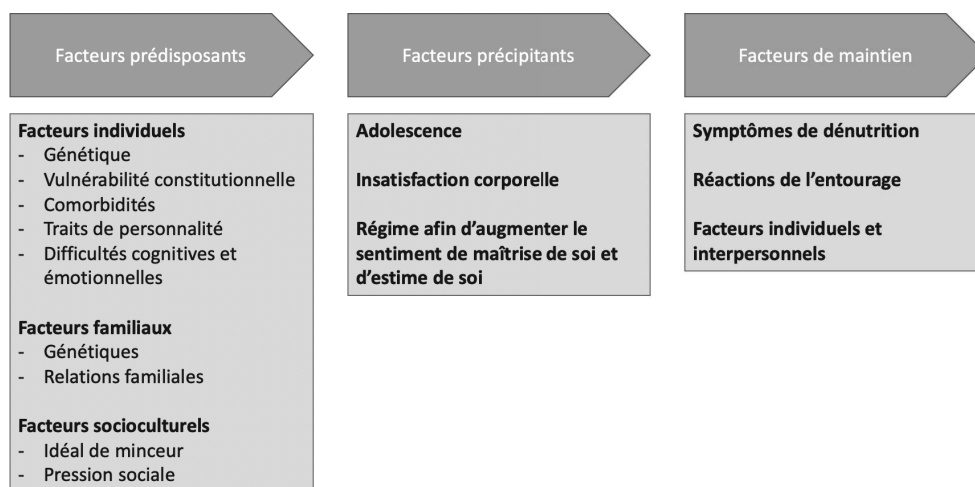 Facteurs prédisposants
Facteurs précipitants
Facteurs de maintien
Facteurs individuels
- Génétique
- Vulnérabilité constitutionnelle
- Comorbidités
- Traits de personnalité
- Difficultés cognitives et
émotionnelles
Facteurs familiaux
- Génétiques
- Relations familiales
Facteurs socioculturels
- Idéal de minceur
- Pression sociale
Adolescence
Insatisfaction corporelle
Régime afin d’augmenter le
sentiment de maîtrise de soi et
d’estime de soi
Symptômes de dénutrition
Réactions de l’entourage
Facteurs individuels et
interpersonnels